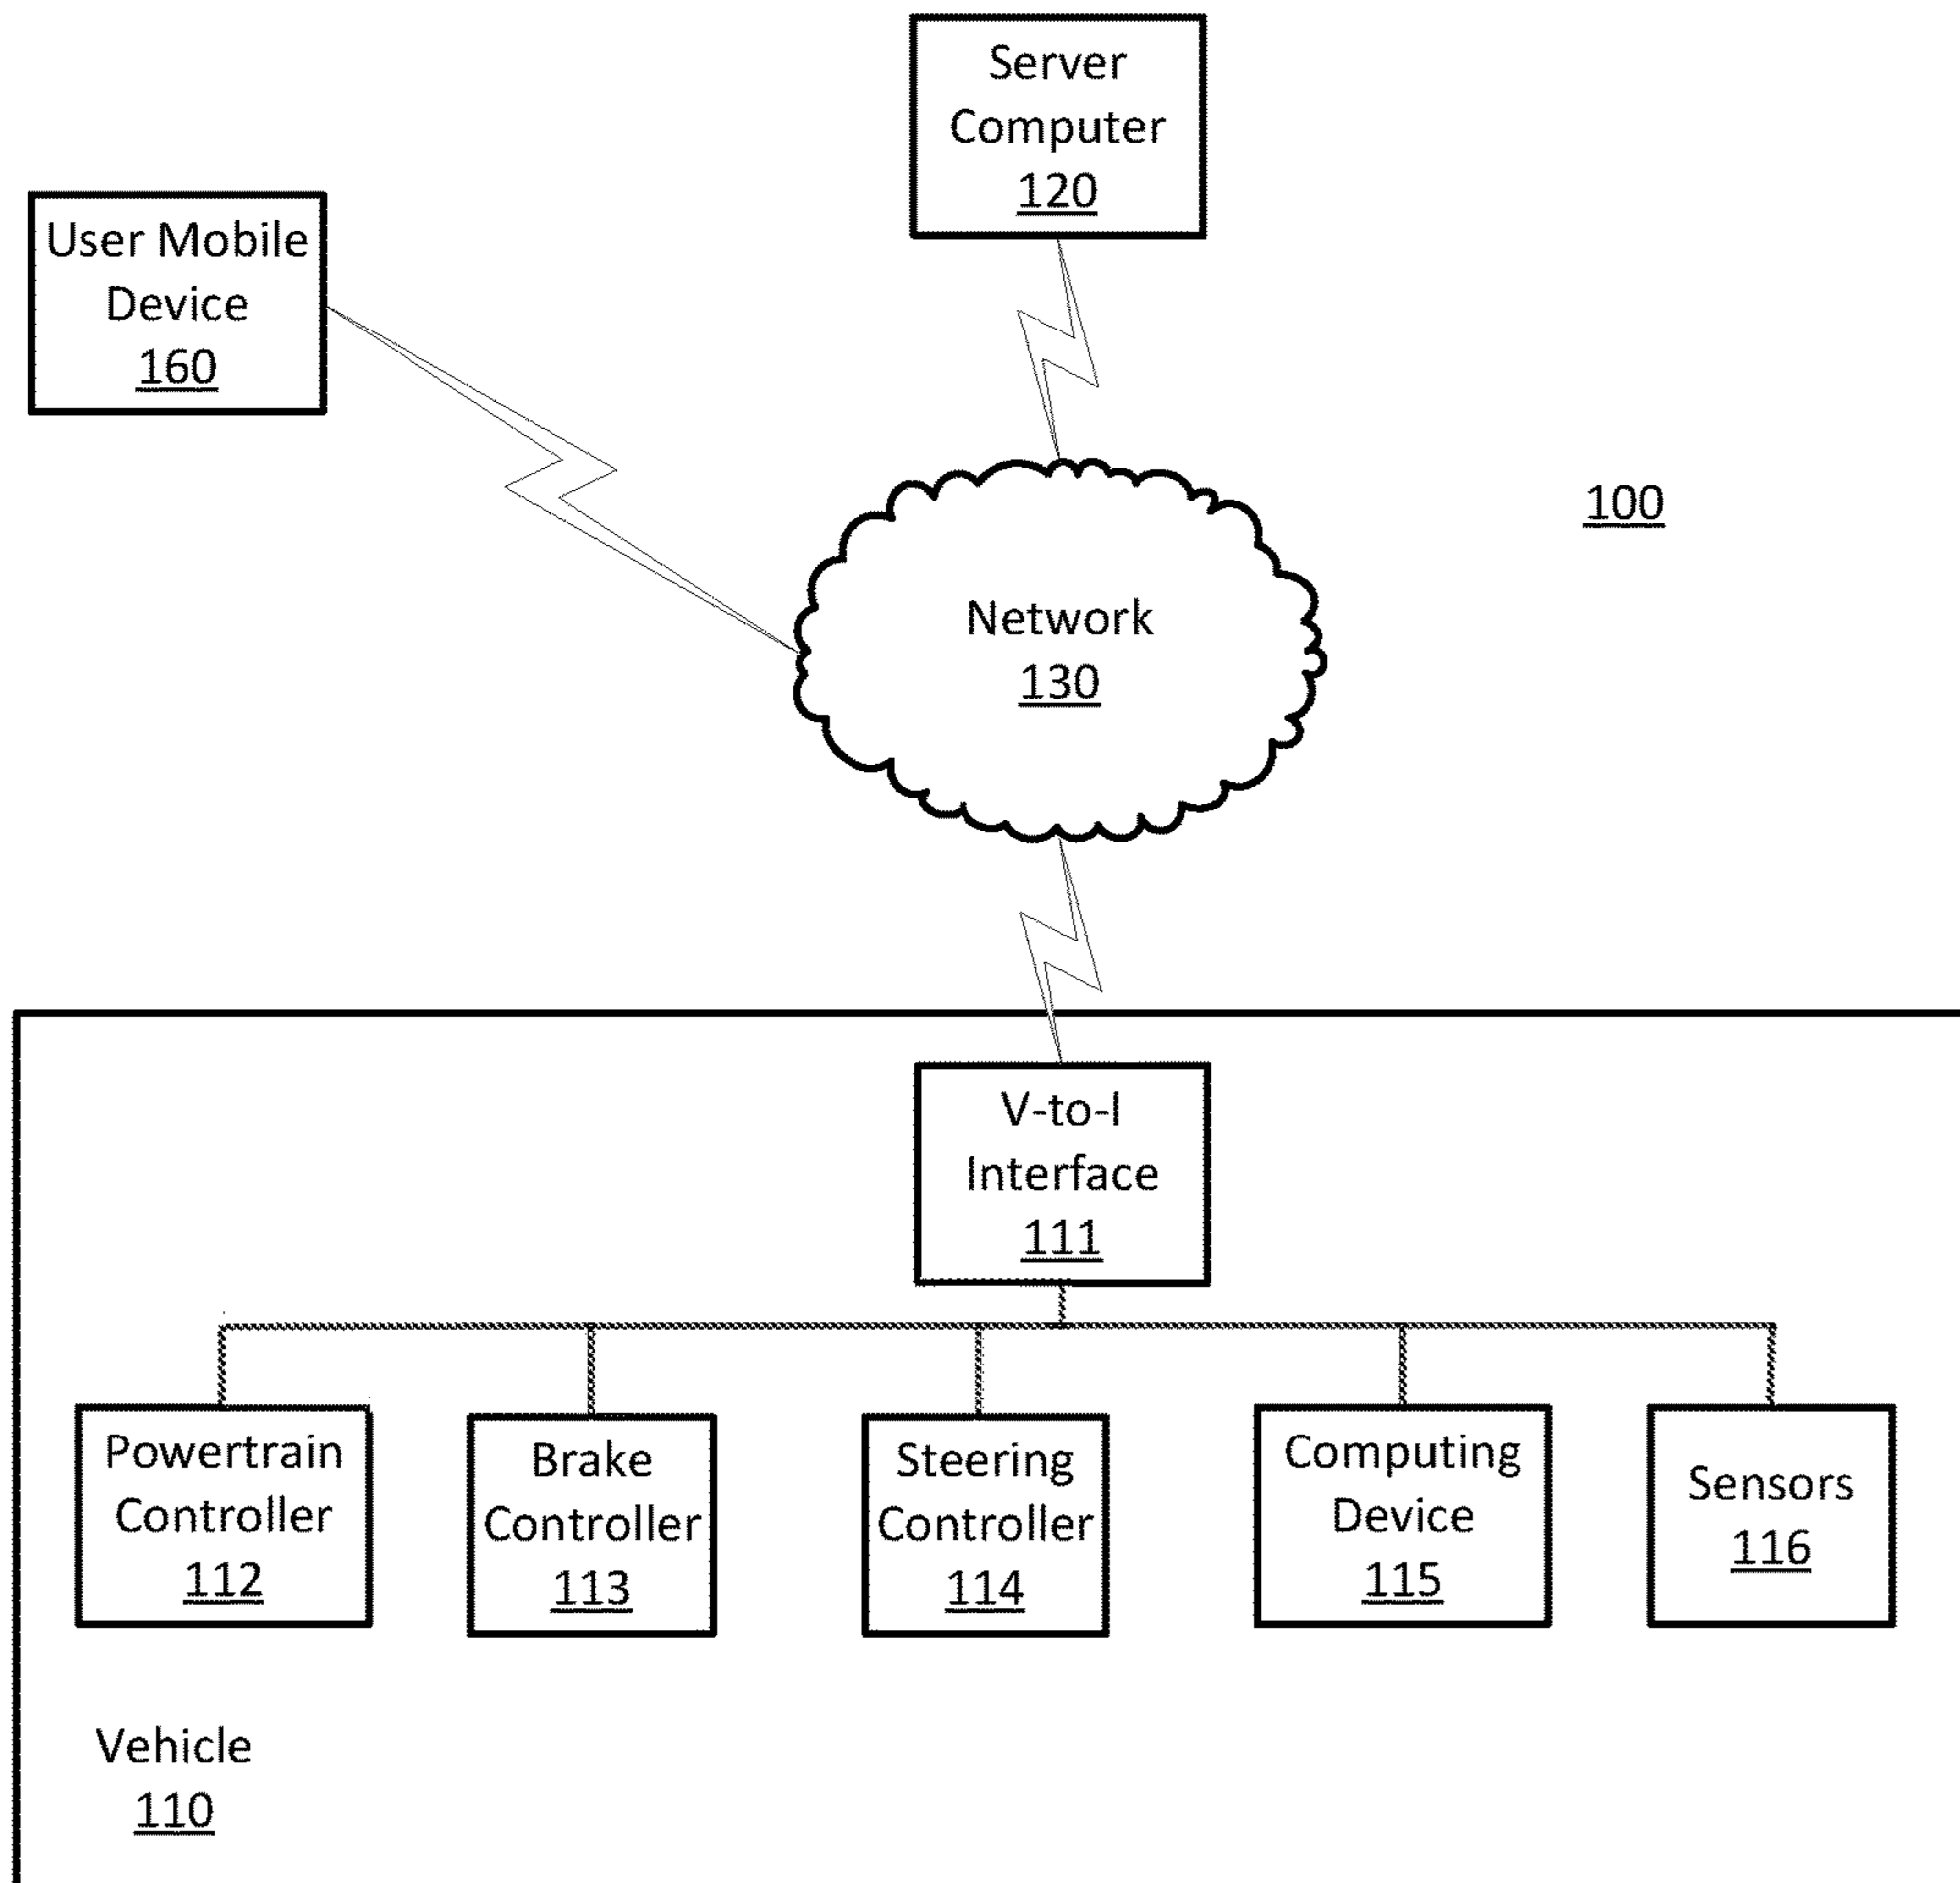 Server
Computer
120
User Mobile
Device
160
100
Network
130
V-to-I
Interface
111
Powertrain
Controller
112
Brake
Controller
113
Steering
Controller
114
Computing
Device
115
Sensors
116
Vehicle
110